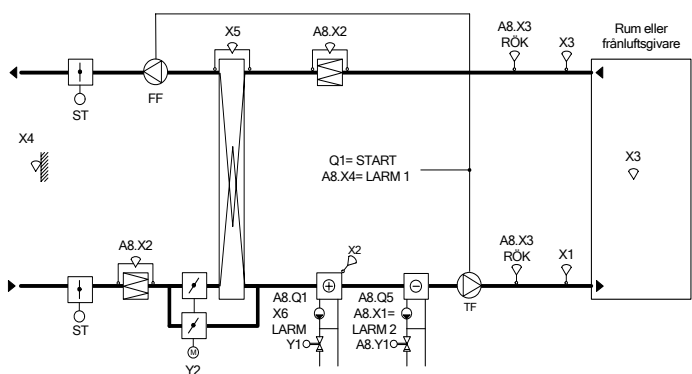 X5
A8.X2
A8.X3
RÖK
X3
Rum eller
frånluftsgivare
ST
FF
X4
Q1= START
A8.X4= LARM 1
X3
A8.X2
X2
A8.X3
RÖK
X1
A8.Q1
X6
LARM
Y1
A8.Q5
A8.X1=
LARM 2
A8.Y1
TF
ST
M
Y2